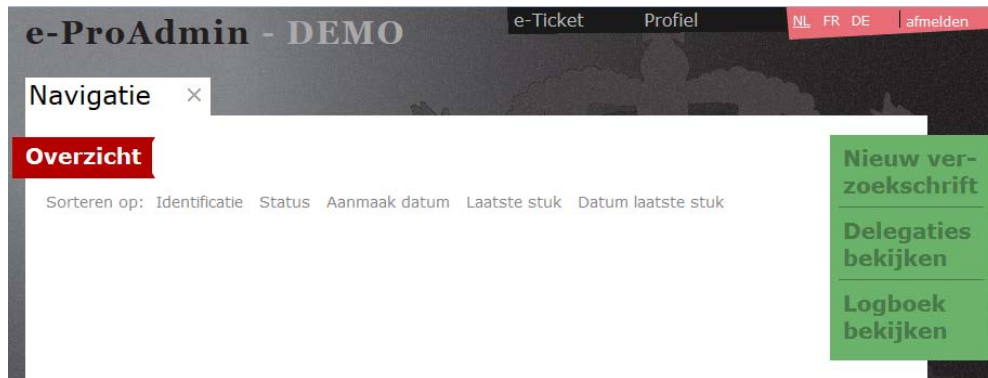 e-ProAdmin - DEMO
e-Ticket Profiel NL FR DE afmelden
Navigatie ×
Overzicht
Sorteren op: Identificatie Status Aanmaak datum Laatste stuk Datum laatste stuk
Nieuw ver-
zoekschrift
Delegaties
bekijken
Logboek
bekijken